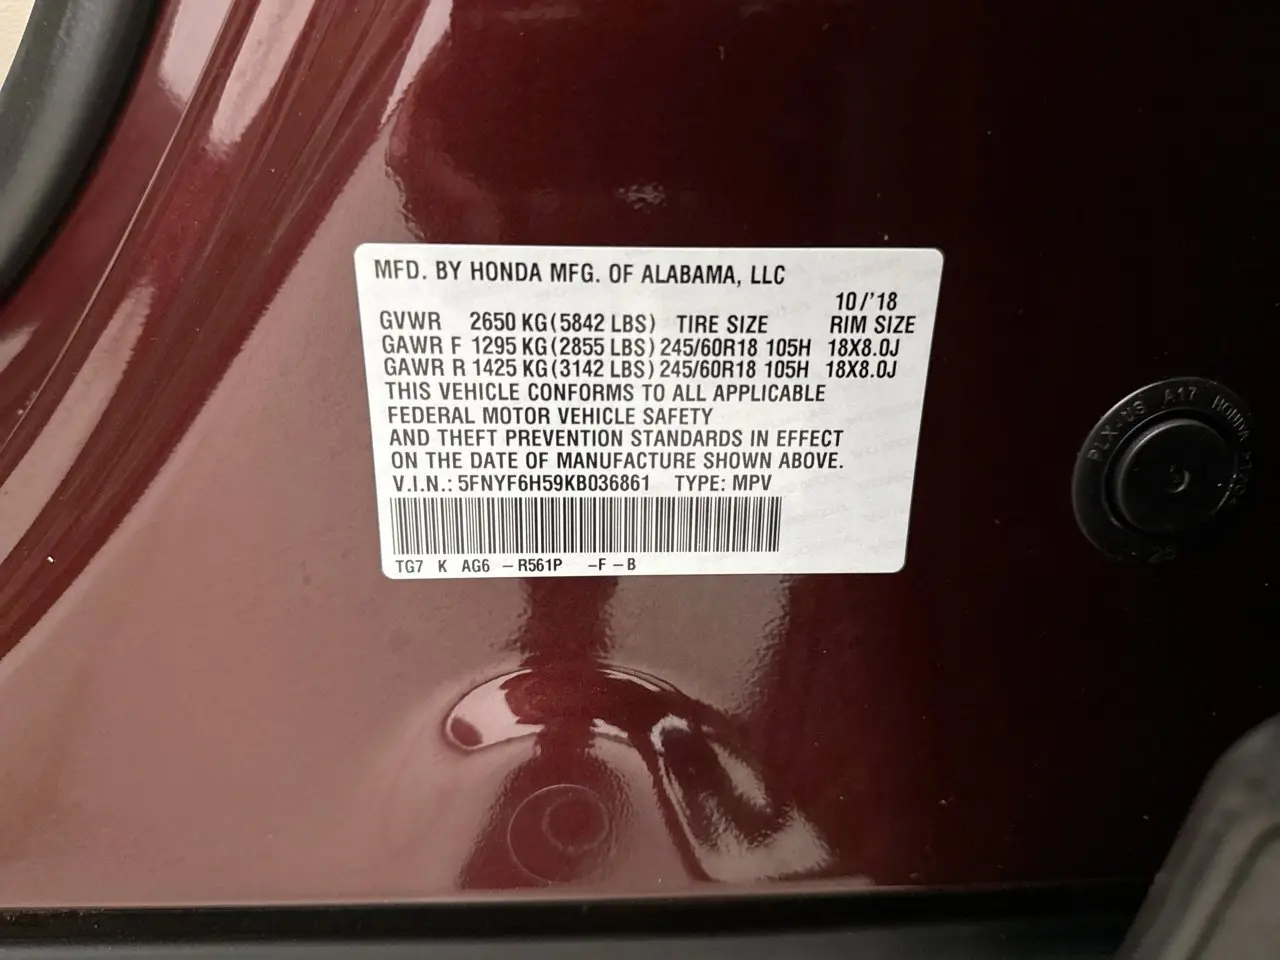 MFD. BY HONDA MFG. OF ALABAMA, LLC
10/'18
GVWR 2650 KG (5842 LBS) TIRE SIZE RIM SIZE
GAWR F 1295 KG (2855 LBS) 245/60R18 105H 18X8.0J
GAWR R 1425 KG (3142 LBS) 245/60R18 105H 18X8.0J
THIS VEHICLE CONFORMS TO ALL APPLICABLE
FEDERAL MOTOR VEHICLE SAFETY
AND THEFT PREVENTION STANDARDS IN EFFECT
ON THE DATE OF MANUFACTURE SHOWN ABOVE.
V.I.N.: 5FNYF6H59KB036861 TYPE: MPV
TG7 K AG6 -R561P -F-B
A17
25